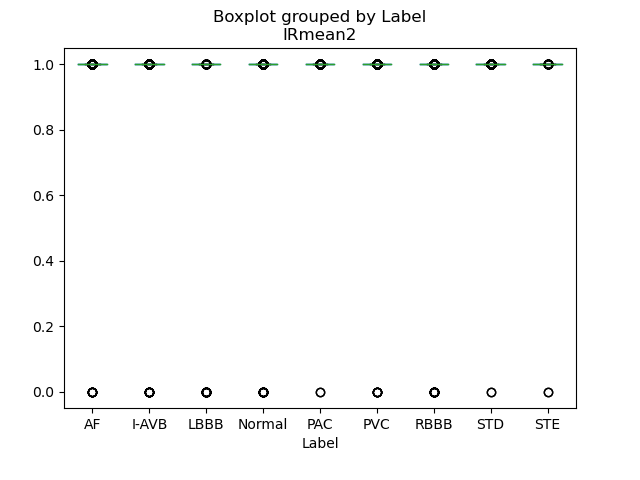 Boxplot grouped by Label
IRmean2
1.0
0.8
0.6
0.4
0.2
0.0
AF I-AVB LBBB Normal PAC PVC RBBB STD STE
Label